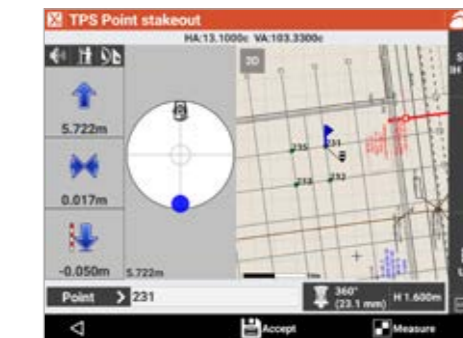 TPS Point stakeout
HA:13.1000c VA:103.3300c
2D
5.722m
0.017m
-0.050m
5.722m
235
231
233
232
Point
231
360°
(23.1 mm)
H 1.600m
Accept
Measure